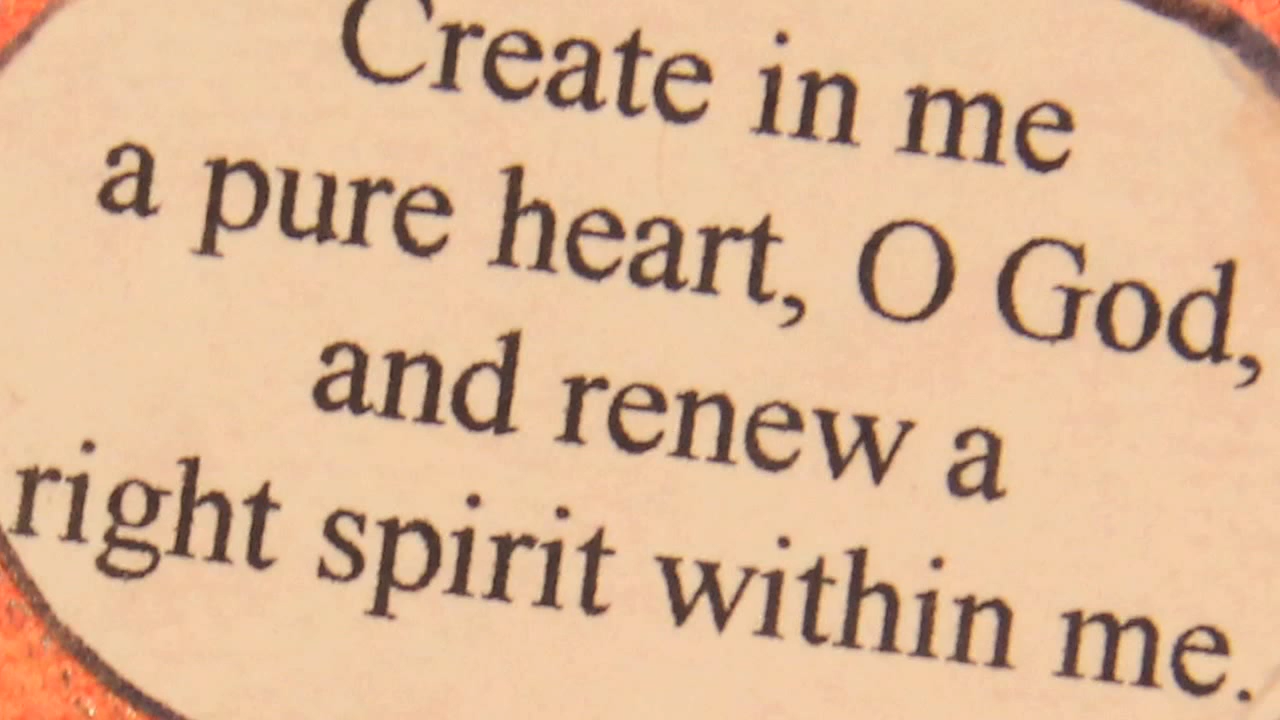 Create in me
a pure heart, O God,
and renew a
right spirit within me.